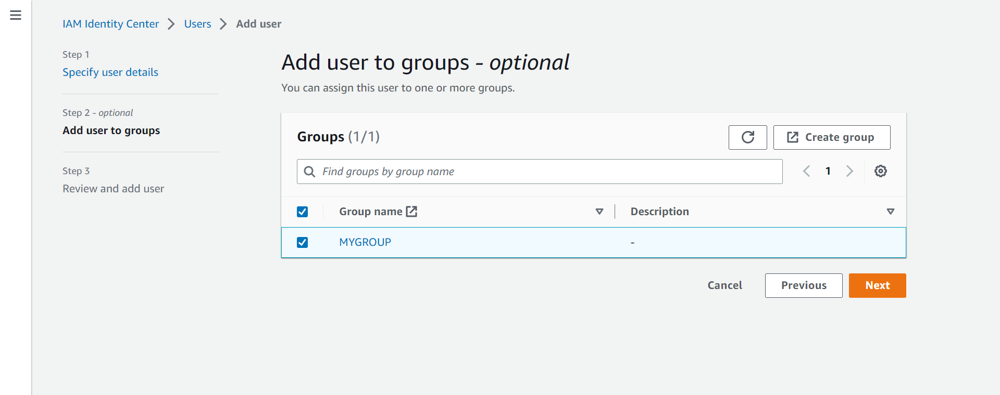 IAM Identity Center > Users > Add user
Step 1
Specify user details
Step 2 - optional
Add user to groups
Step 3
Review and add user
Add user to groups - optional
You can assign this user to one or more groups.
Groups (1/1)
Create group
Find groups by group name
1
Group name
Description
MYGROUP
-
Cancel
Previous
Next